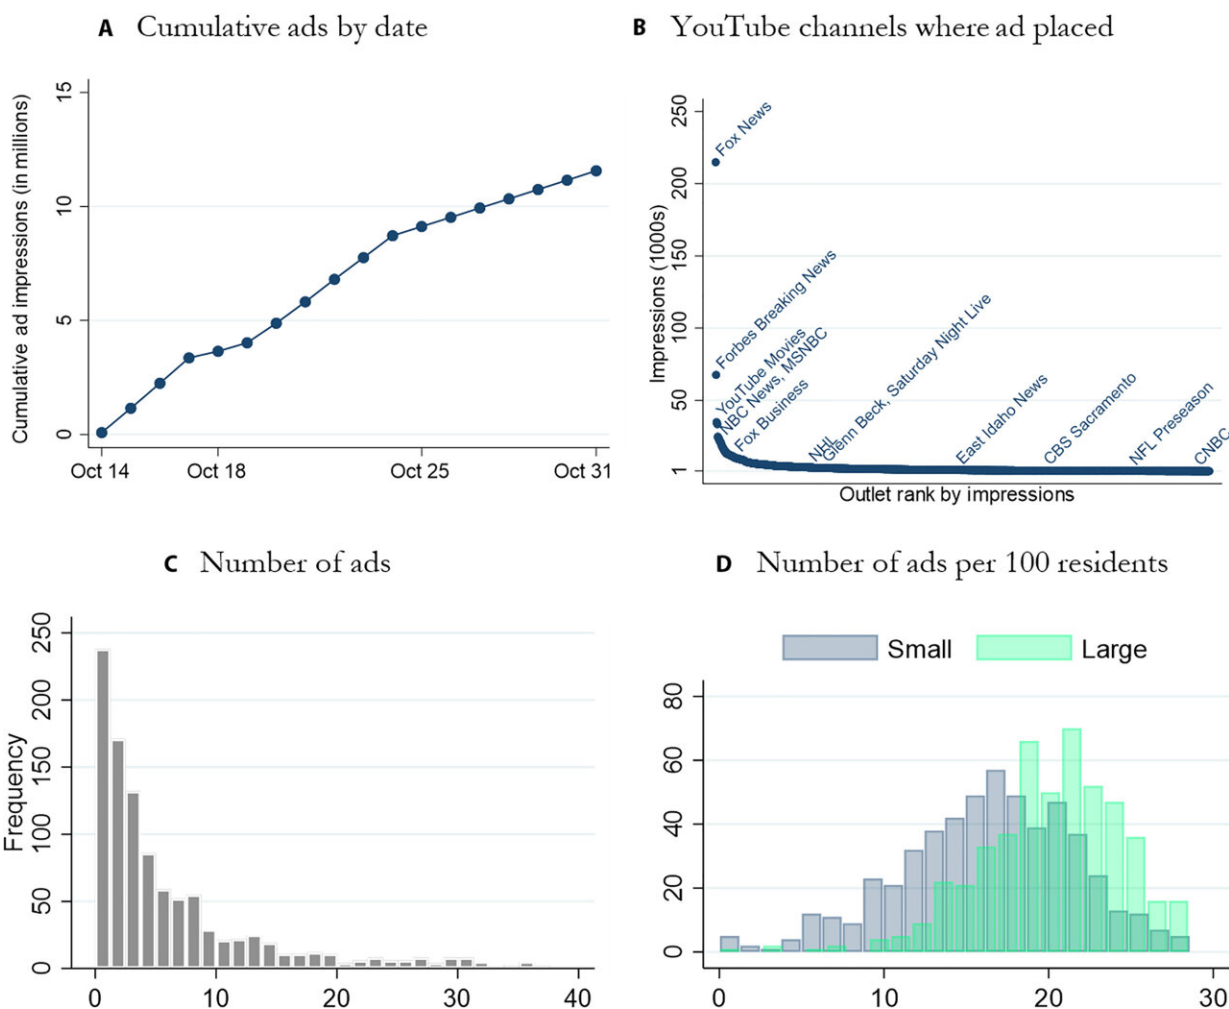 A Cumulative ads by date
Cumulative ad impressions (in millions)
15
10
5
0
Oct 14
Oct 18
Oct 25
Oct 31
B YouTube channels where ad placed
Impressions (1000s)
250
200
150
100
50
1
Fox News
Forbes Breaking News
YouTube Movies
NBC News, MSNBC
Fox Business
NHL
Glenn Beck, Saturday Night Live
East Idaho News
CBS Sacramento
NFL Preseason
CNBC
Outlet rank by impressions
C Number of ads
Frequency
250
200
150
100
50
0
0
10
20
30
40
D Number of ads per 100 residents
Small
Large
80
60
40
20
0
0
10
20
30